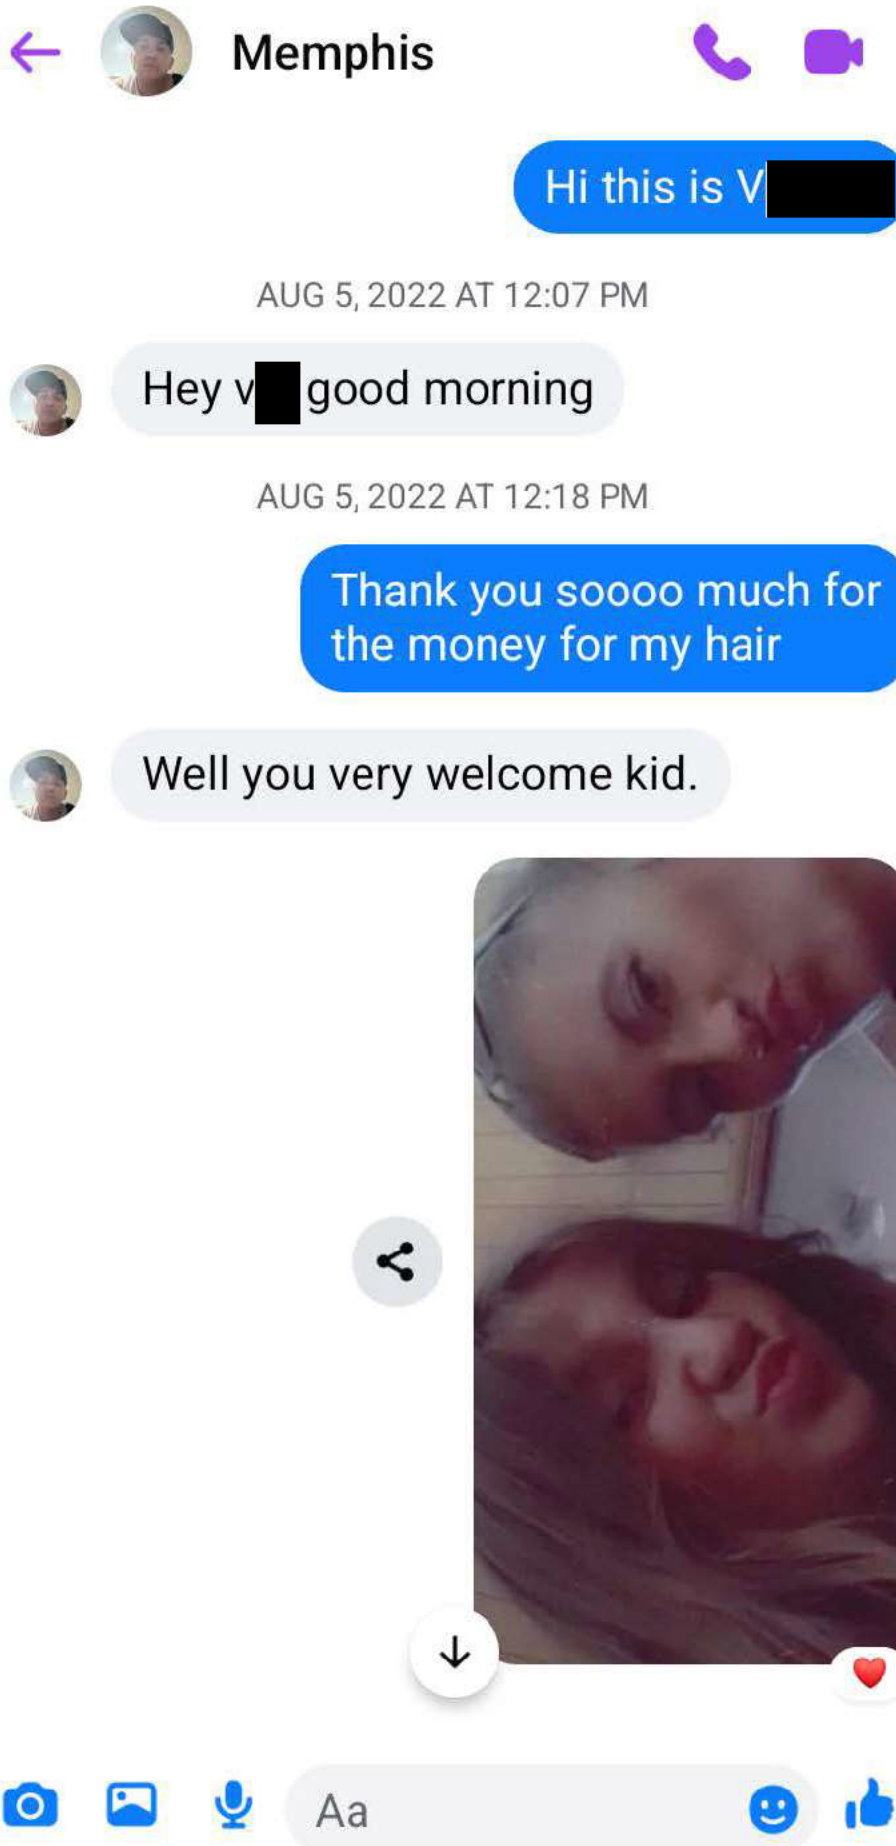 Memphis
Hi this is V
AUG 5, 2022 AT 12:07 PM
Hey v good morning
AUG 5, 2022 AT 12:18 PM
Thank you soooo much for
the money for my hair
Well you very welcome kid.
Aa